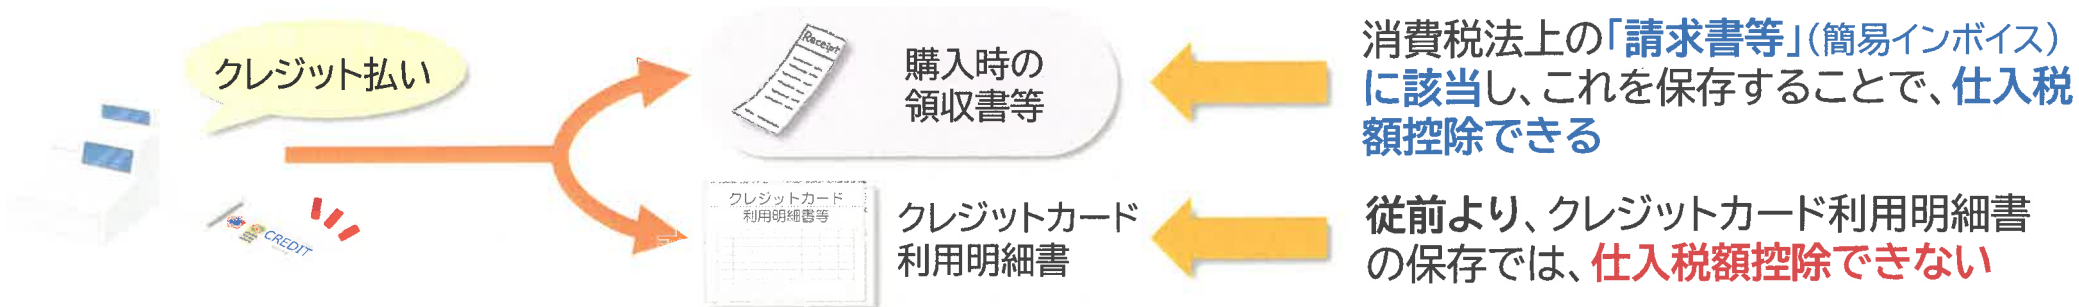 クレジット払い
CREDIT
Receipt
購入時の
領収書等
消費税法上の「請求書等」（簡易インボイス）
に該当し、これを保存することで、仕入税
額控除できる
クレジットカード
利用明細書等
クレジットカード
利用明細書
従前より、クレジットカード利用明細書
の保存では、仕入税額控除できない